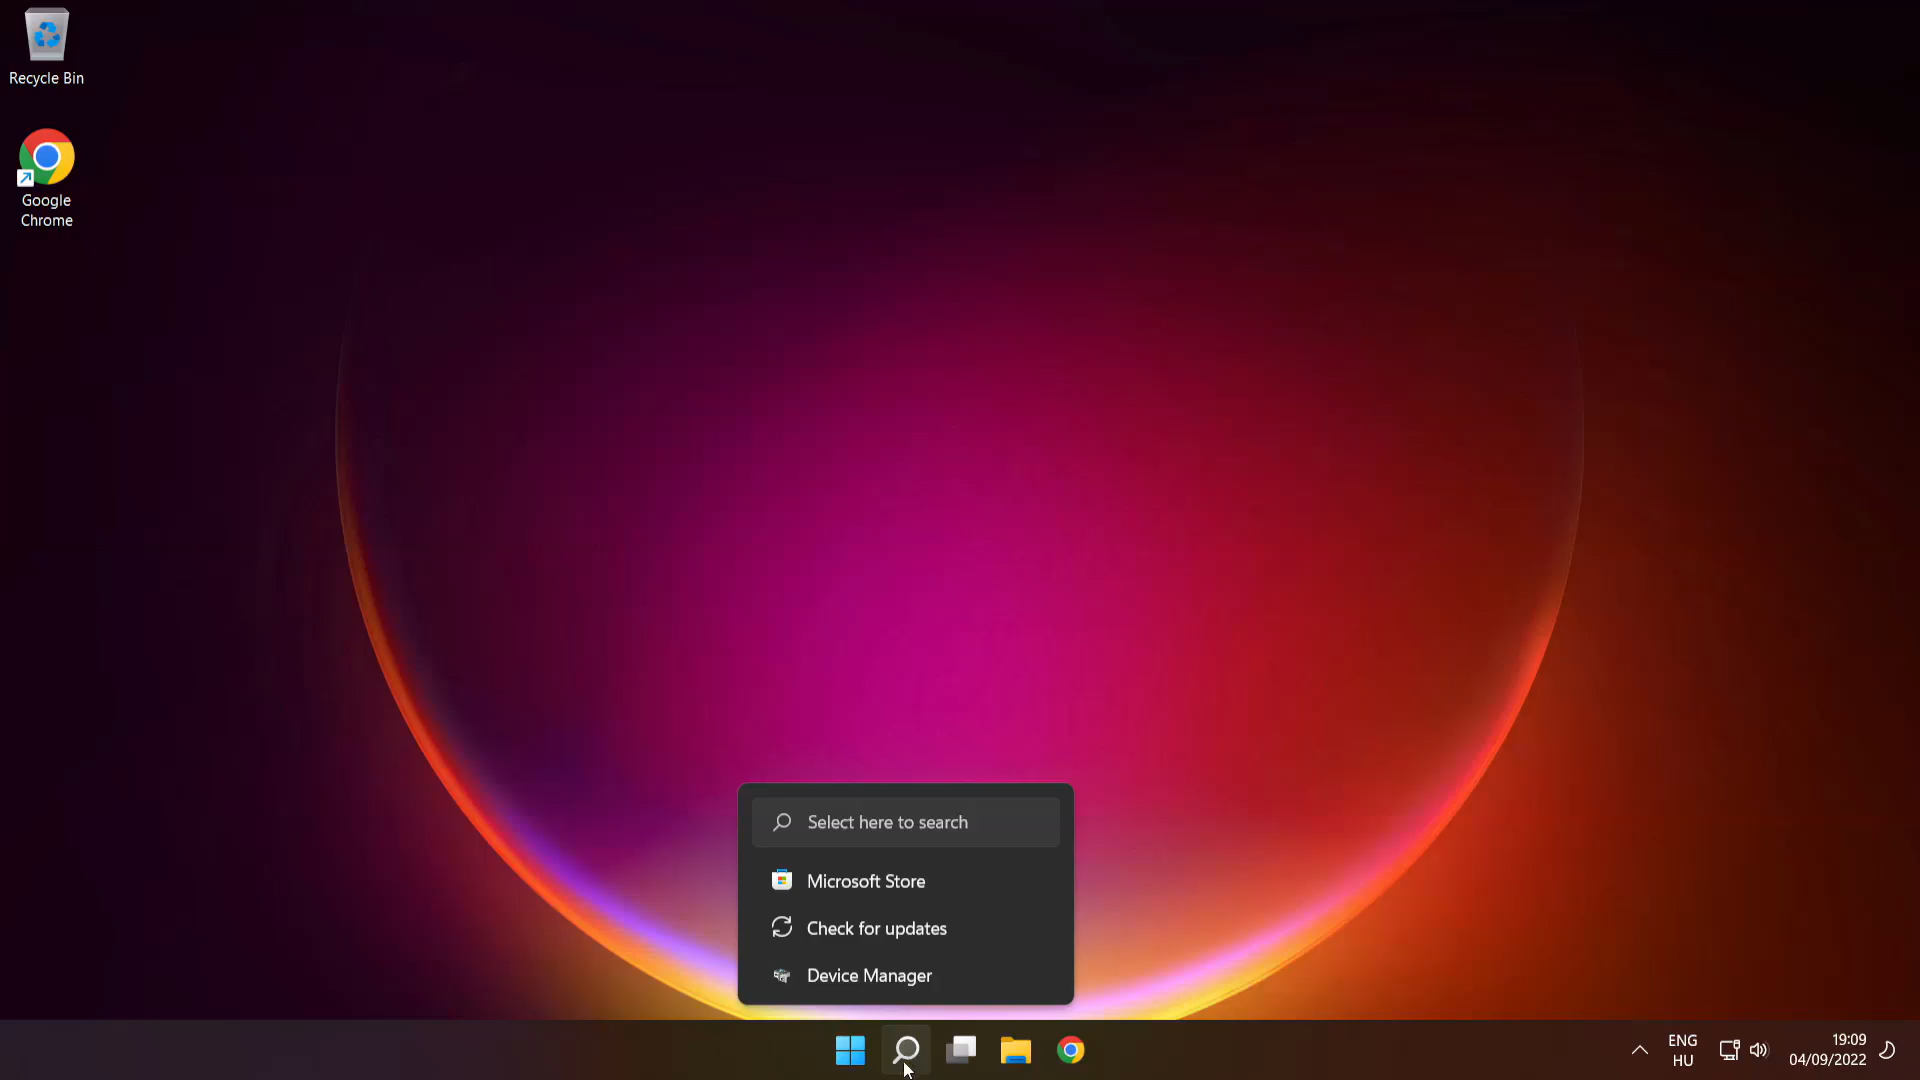 Recycle Bin
Google
Chrome
Select here to search
Microsoft Store
Check for updates
Device Manager
ENG
HU
19:09
04/09/2022